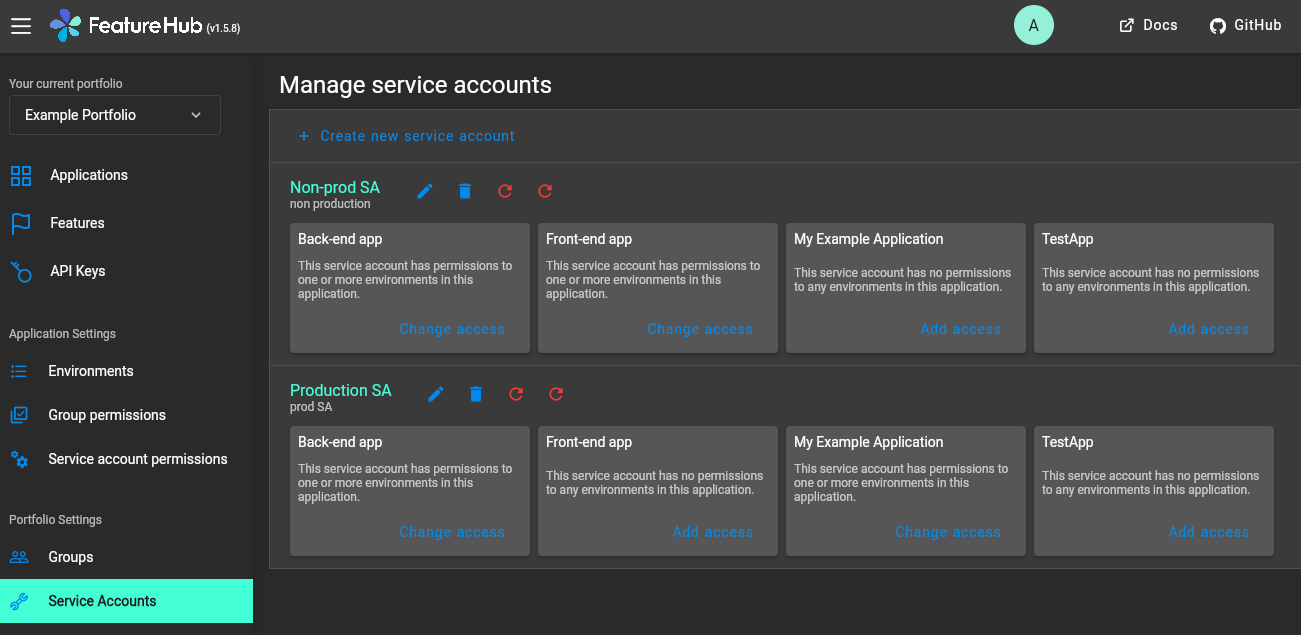 FeatureHub (v1.5.8)
A
Docs
GitHub
Your current portfolio
Example Portfolio
Applications
Features
API Keys
Application Settings
Environments
Group permissions
Service account permissions
Portfolio Settings
Groups
Service Accounts
Manage service accounts
+ Create new service account
Non-prod SA
non production
Back-end app
This service account has permissions to
one or more environments in this
application.
Change access
Front-end app
This service account has permissions to
one or more environments in this
application.
Change access
My Example Application
This service account has no permissions
to any environments in this application.
Add access
TestApp
This service account has no permissions
to any environments in this application.
Add access
Production SA
prod SA
Back-end app
This service account has permissions to
one or more environments in this
application.
Change access
Front-end app
This service account has no permissions
to any environments in this application.
Add access
My Example Application
This service account has permissions to
one or more environments in this
application.
Change access
TestApp
This service account has no permissions
to any environments in this application.
Add access